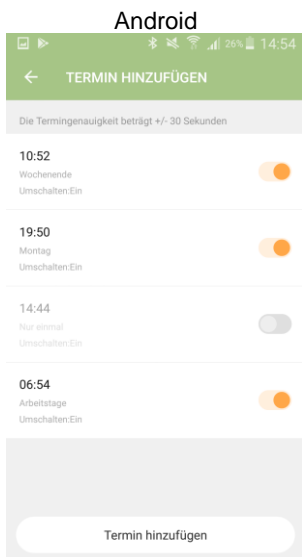 Android
26% 14:54
TERMIN HINZUFÜGEN
Die Termingenauigkeit beträgt +/- 30 Sekunden
10:52
Wochenende
Umschalten:Ein
19:50
Montag
Umschalten:Ein
14:44
Nur einmal
Umschalten:Ein
06:54
Arbeitstage
Umschalten:Ein
Termin hinzufügen